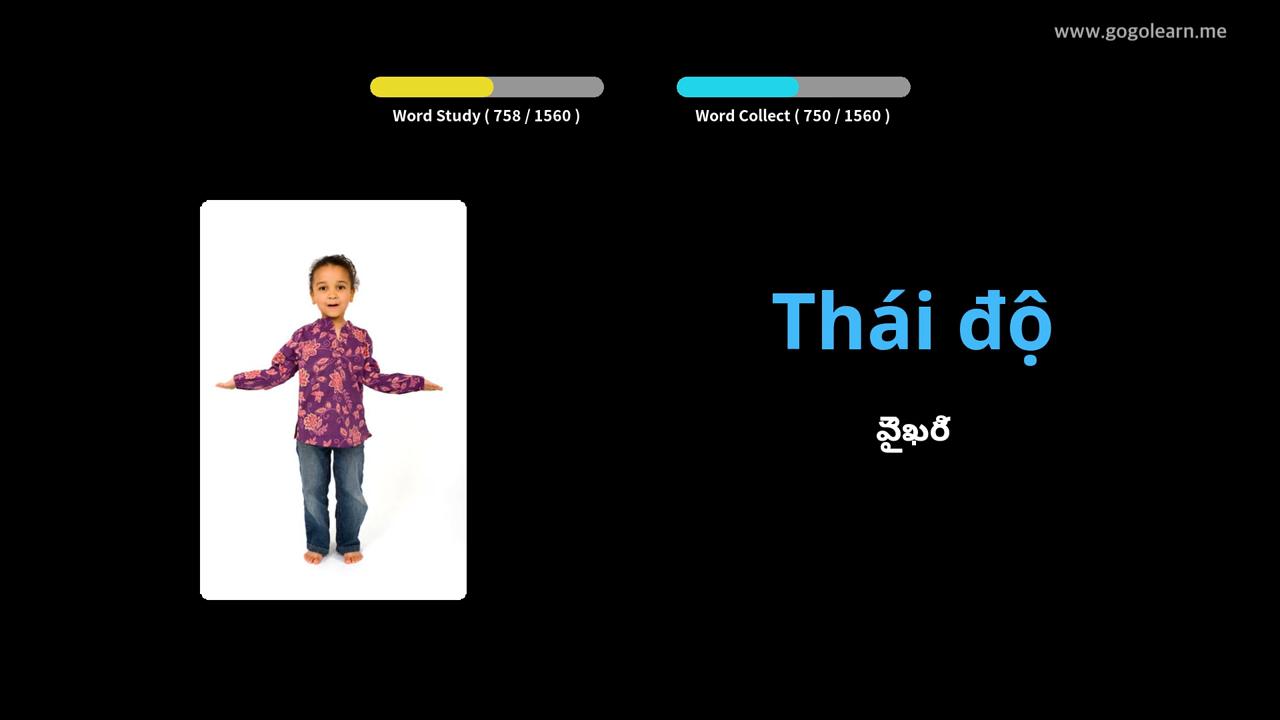 www.gogolearn.me
Word Study ( 758 / 1560 )
Word Collect ( 750 / 1560 )
Thái độ
వైఖరి